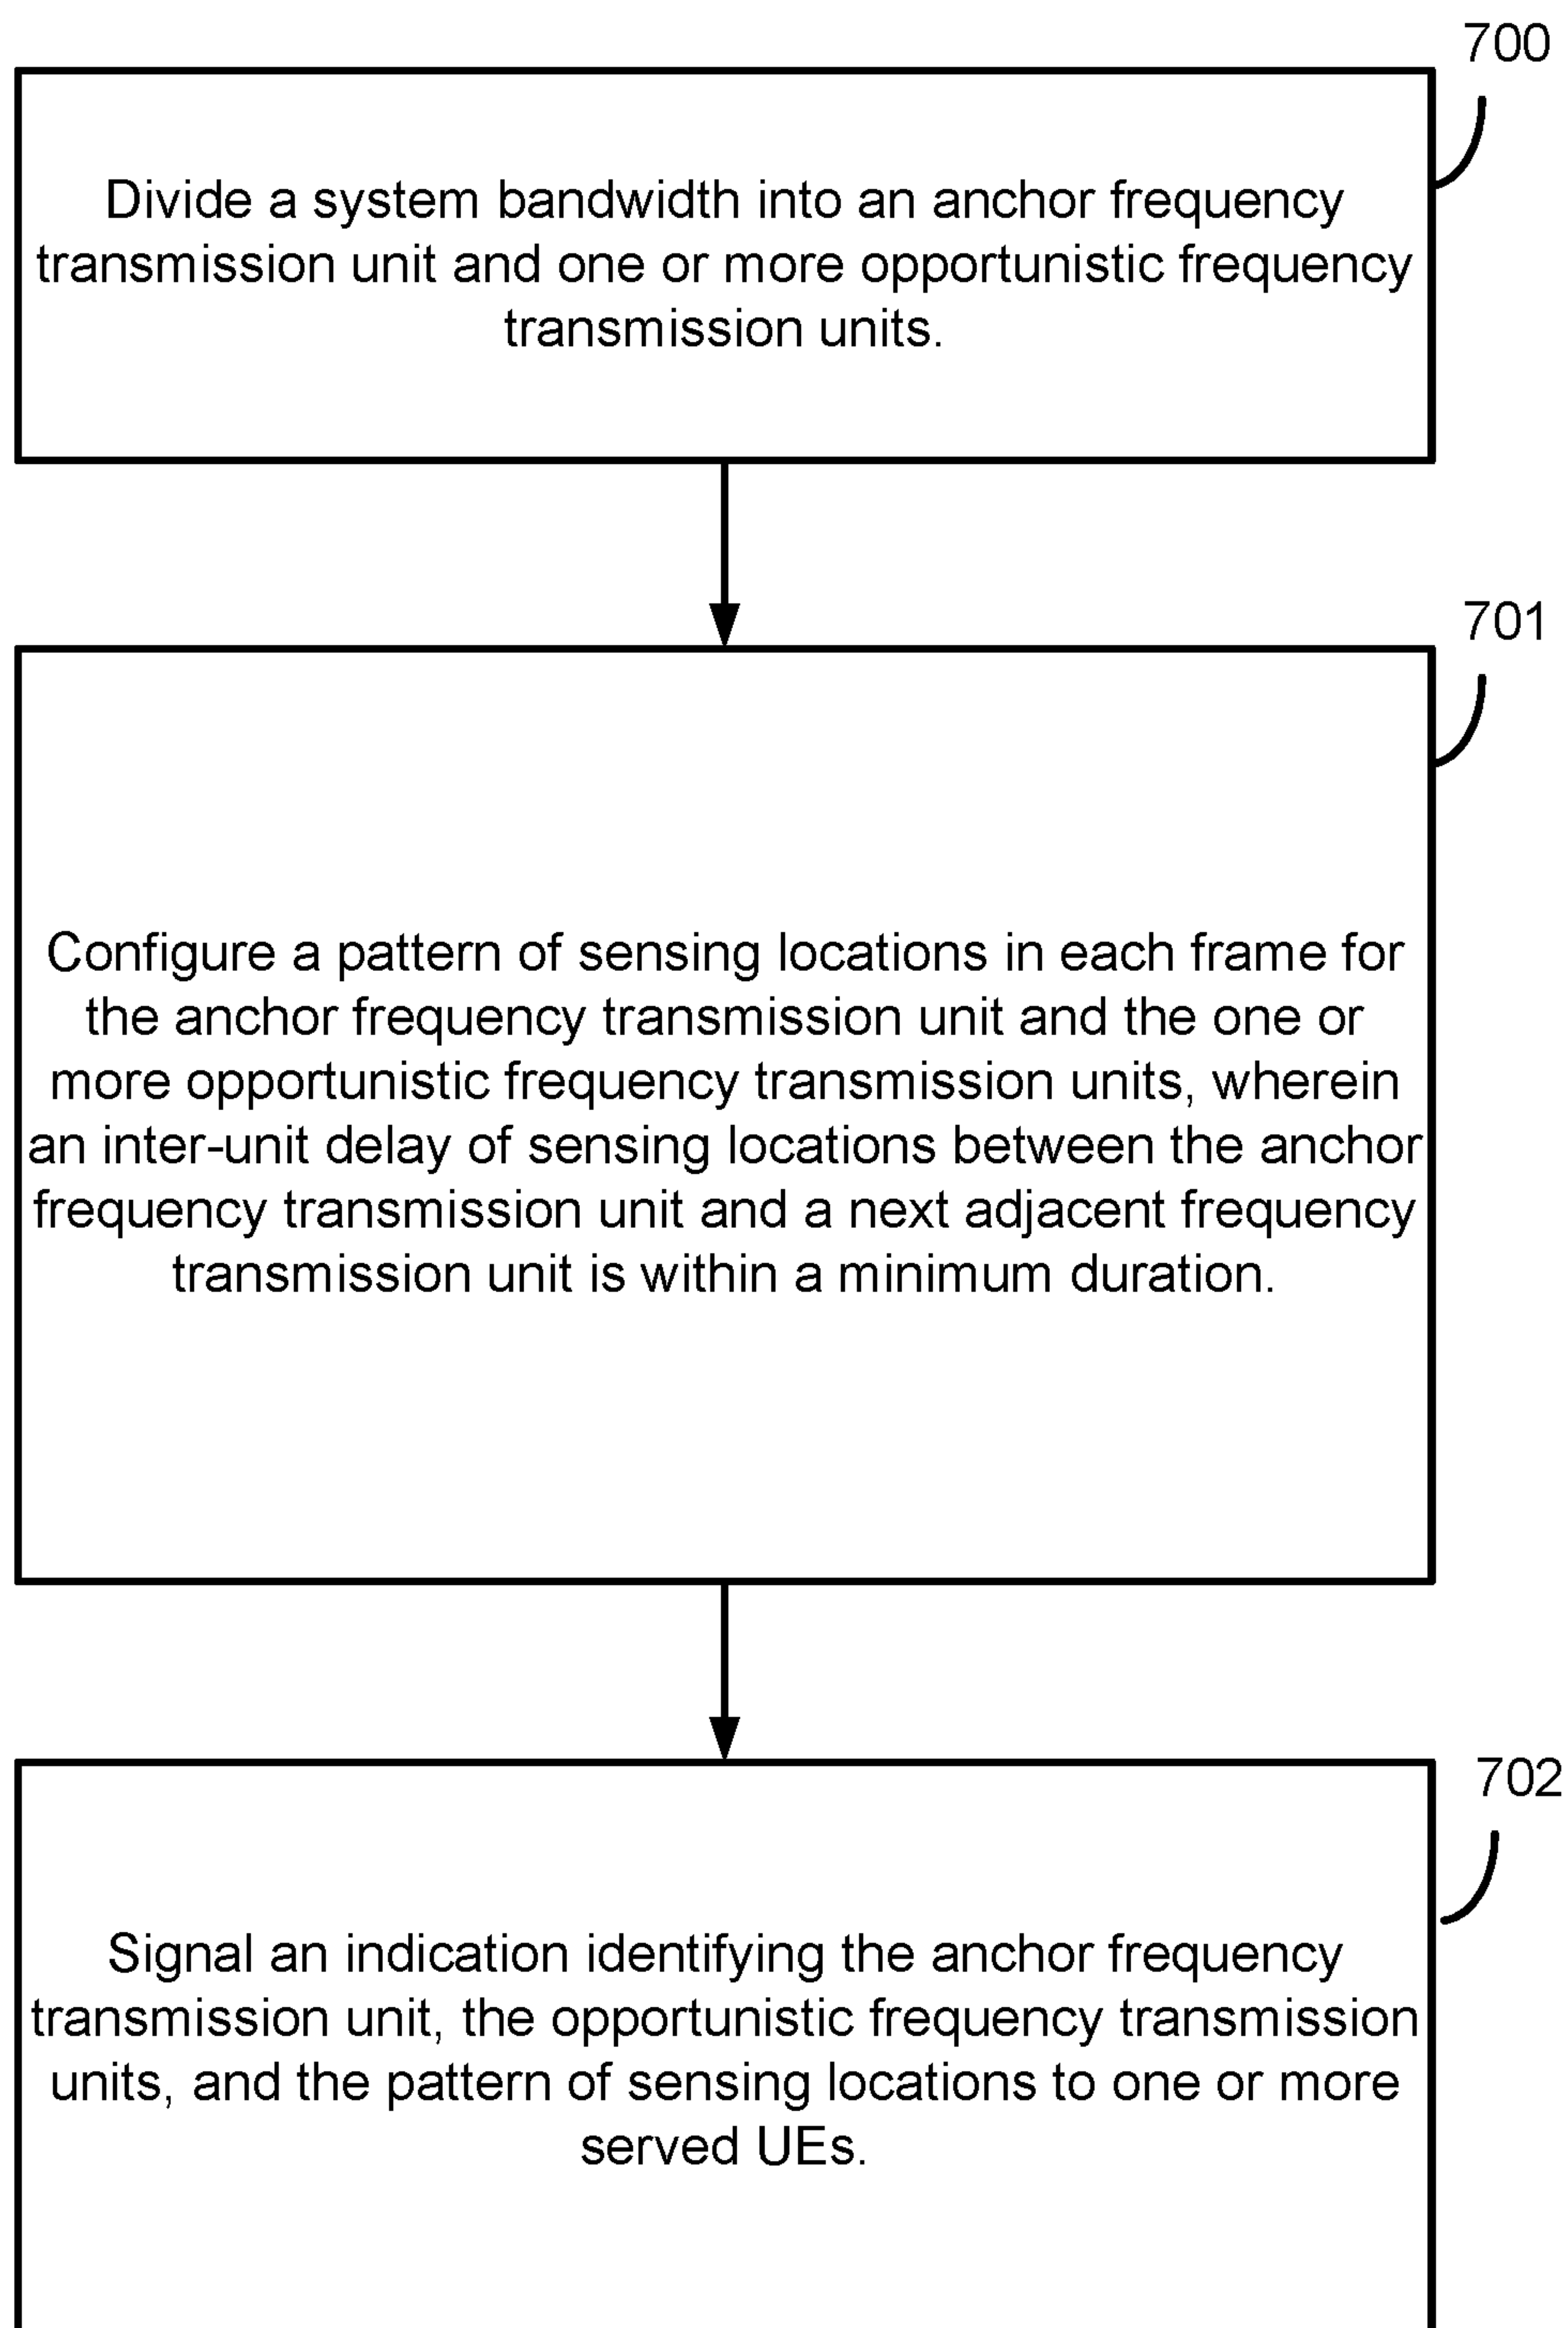 700
Divide a system bandwidth into an anchor frequency
transmission unit and one or more opportunistic frequency
transmission units.
701
Configure a pattern of sensing locations in each frame for
the anchor frequency transmission unit and the one or
more opportunistic frequency transmission units, wherein
an inter-unit delay of sensing locations between the anchor
frequency transmission unit and a next adjacent frequency
transmission unit is within a minimum duration.
702
Signal an indication identifying the anchor frequency
transmission unit, the opportunistic frequency transmission
units, and the pattern of sensing locations to one or more
served UEs.